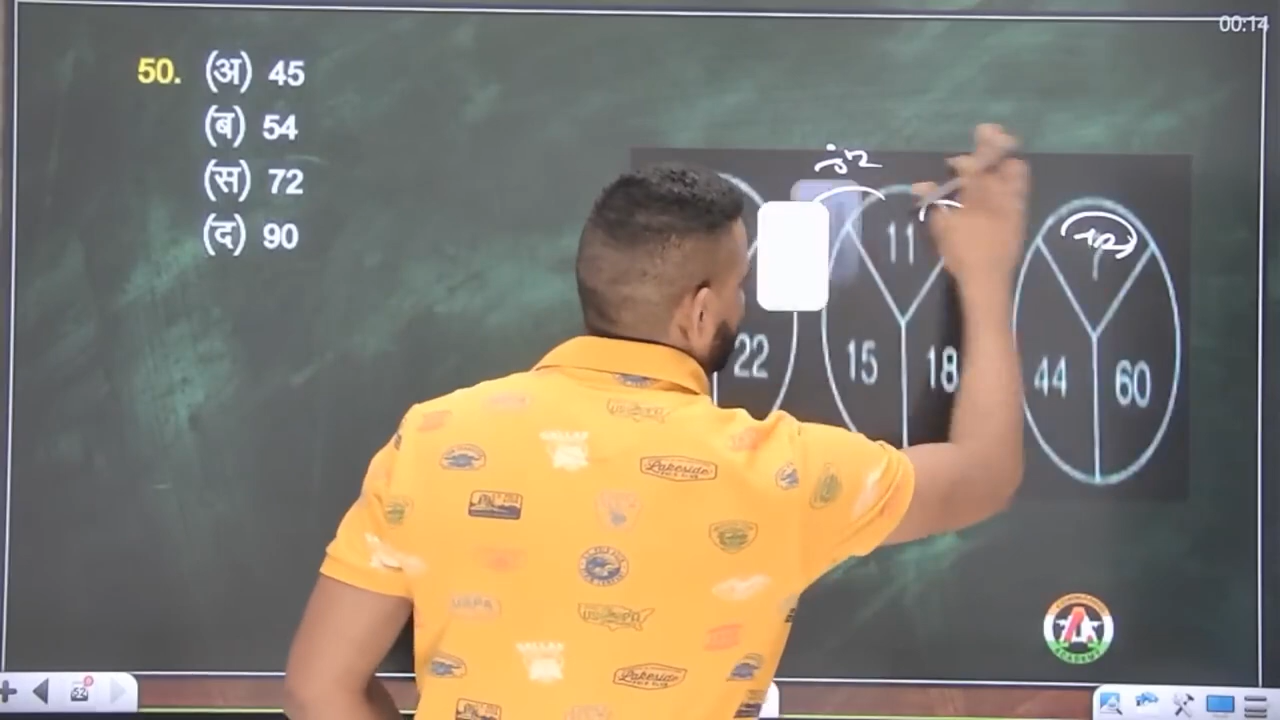 00:14
50. (अ) 45
(ब) 54
(स) 72
(द) 90
11
22
15 18
44 60
Lakeside